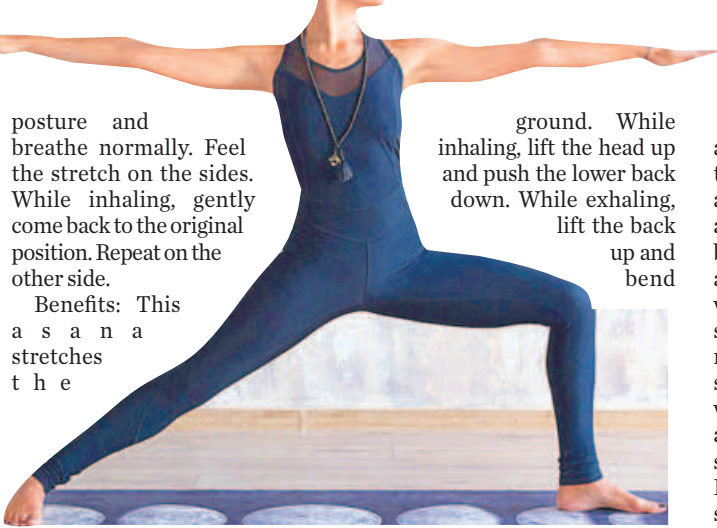 posture and
breathe normally. Feel
the stretch on the sides.
While inhaling, gently
come back to the original
position. Repeat on the
other side.
Benefits: This
asana
stretches
the
ground. While
inhaling, lift the head up
and push the lower back
down. While exhaling,
lift the back
up and
bend